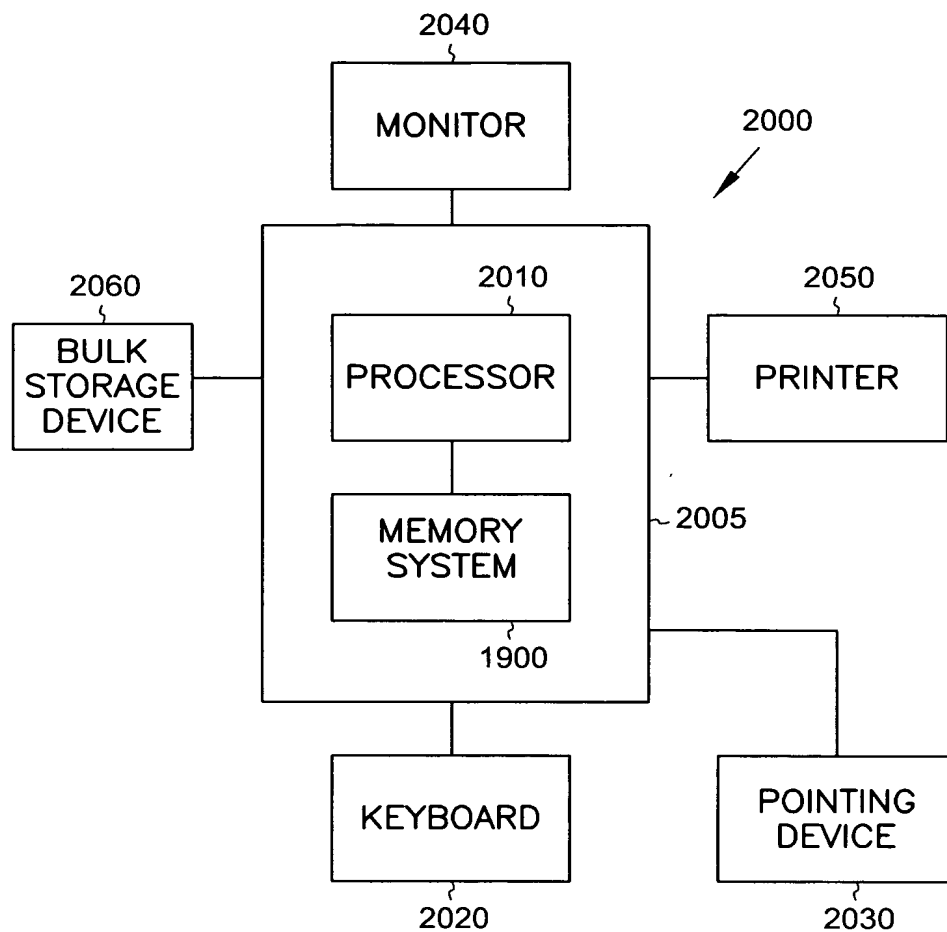 2040
MONITOR
2000
2060
BULK
STORAGE
DEVICE
2010
PROCESSOR
2050
PRINTER
MEMORY
SYSTEM
2005
1900
KEYBOARD
2020
POINTING
DEVICE
2030